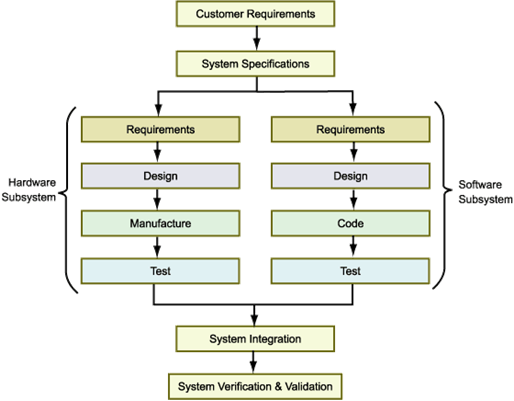 Customer Requirements
System Specifications
Requirements
Requirements
Hardware
Subsystem
Design
Design
Software
Subsystem
Manufacture
Code
Test
Test
System Integration
System Verification & Validation